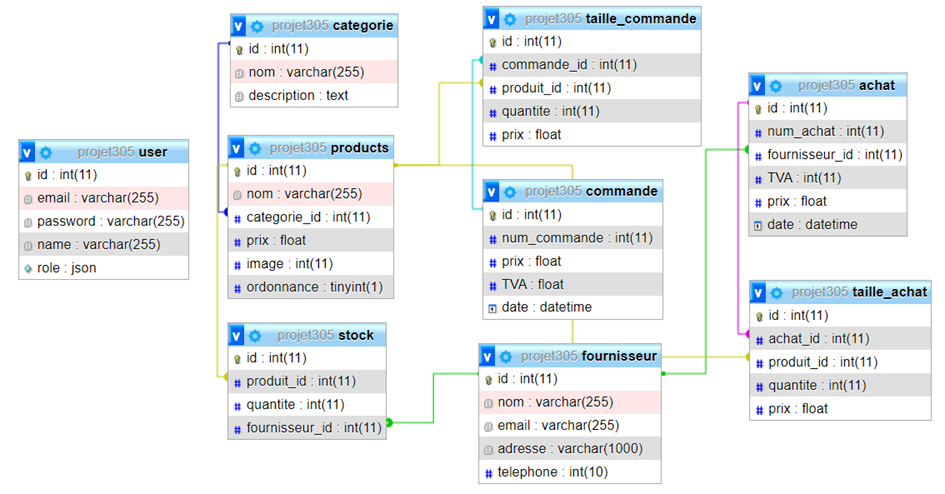 projet305 user
id : int(11)
email : varchar(255)
password : varchar(255)
name : varchar(255)
role : json
projet305 categorie
id : int(11)
nom : varchar(255)
description : text
projet305 products
id : int(11)
nom : varchar(255)
categorie_id : int(11)
prix : float
image : int(11)
ordonnance : tinyint(1)
projet305 stock
id : int(11)
produit_id : int(11)
quantite : int(11)
fournisseur_id : int(11)
projet305 taille_commande
id : int(11)
commande_id : int(11)
produit_id : int(11)
quantite : int(11)
prix : float
projet305 commande
id : int(11)
num_commande : int(11)
prix : float
TVA : float
date : datetime
projet305 fournisseur
id : int(11)
nom : varchar(255)
email : varchar(255)
adresse : varchar(1000)
telephone : int(10)
projet305 achat
id : int(11)
num_achat : int(11)
fournisseur_id : int(11)
TVA : int(11)
prix : float
date : datetime
projet305 taille_achat
id : int(11)
achat_id : int(11)
produit_id : int(11)
quantite : int(11)
prix : float